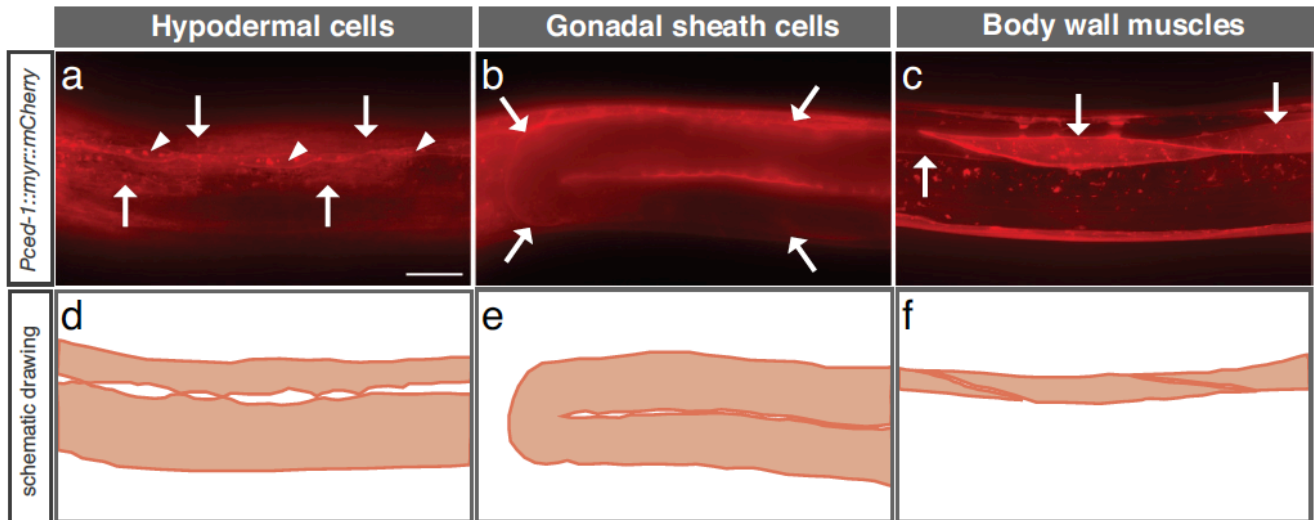 Hypodermal cells
Gonadal sheath cells
Body wall muscles
Pced-1::myr::mCherry
a
b
c
schematic drawing
d
e
f